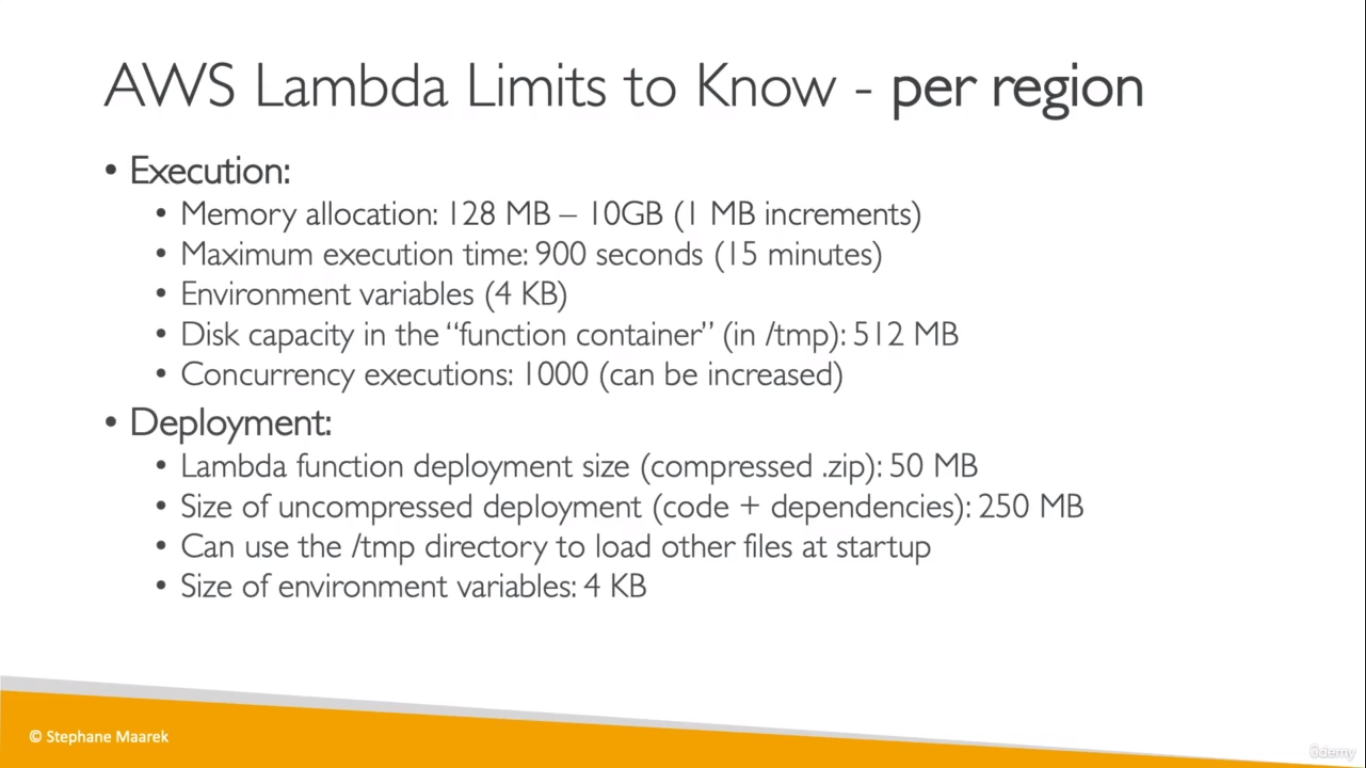 AWS Lambda Limits to Know - per region
• Execution:
• Memory allocation: 128 MB – 10GB (1 MB increments)
• Maximum execution time: 900 seconds (15 minutes)
• Environment variables (4 KB)
• Disk capacity in the “function container” (in /tmp): 512 MB
• Concurrency executions: 1000 (can be increased)
• Deployment:
• Lambda function deployment size (compressed .zip): 50 MB
• Size of uncompressed deployment (code + dependencies): 250 MB
• Can use the /tmp directory to load other files at startup
• Size of environment variables: 4 KB
© Stephane Maarek
ûdemy